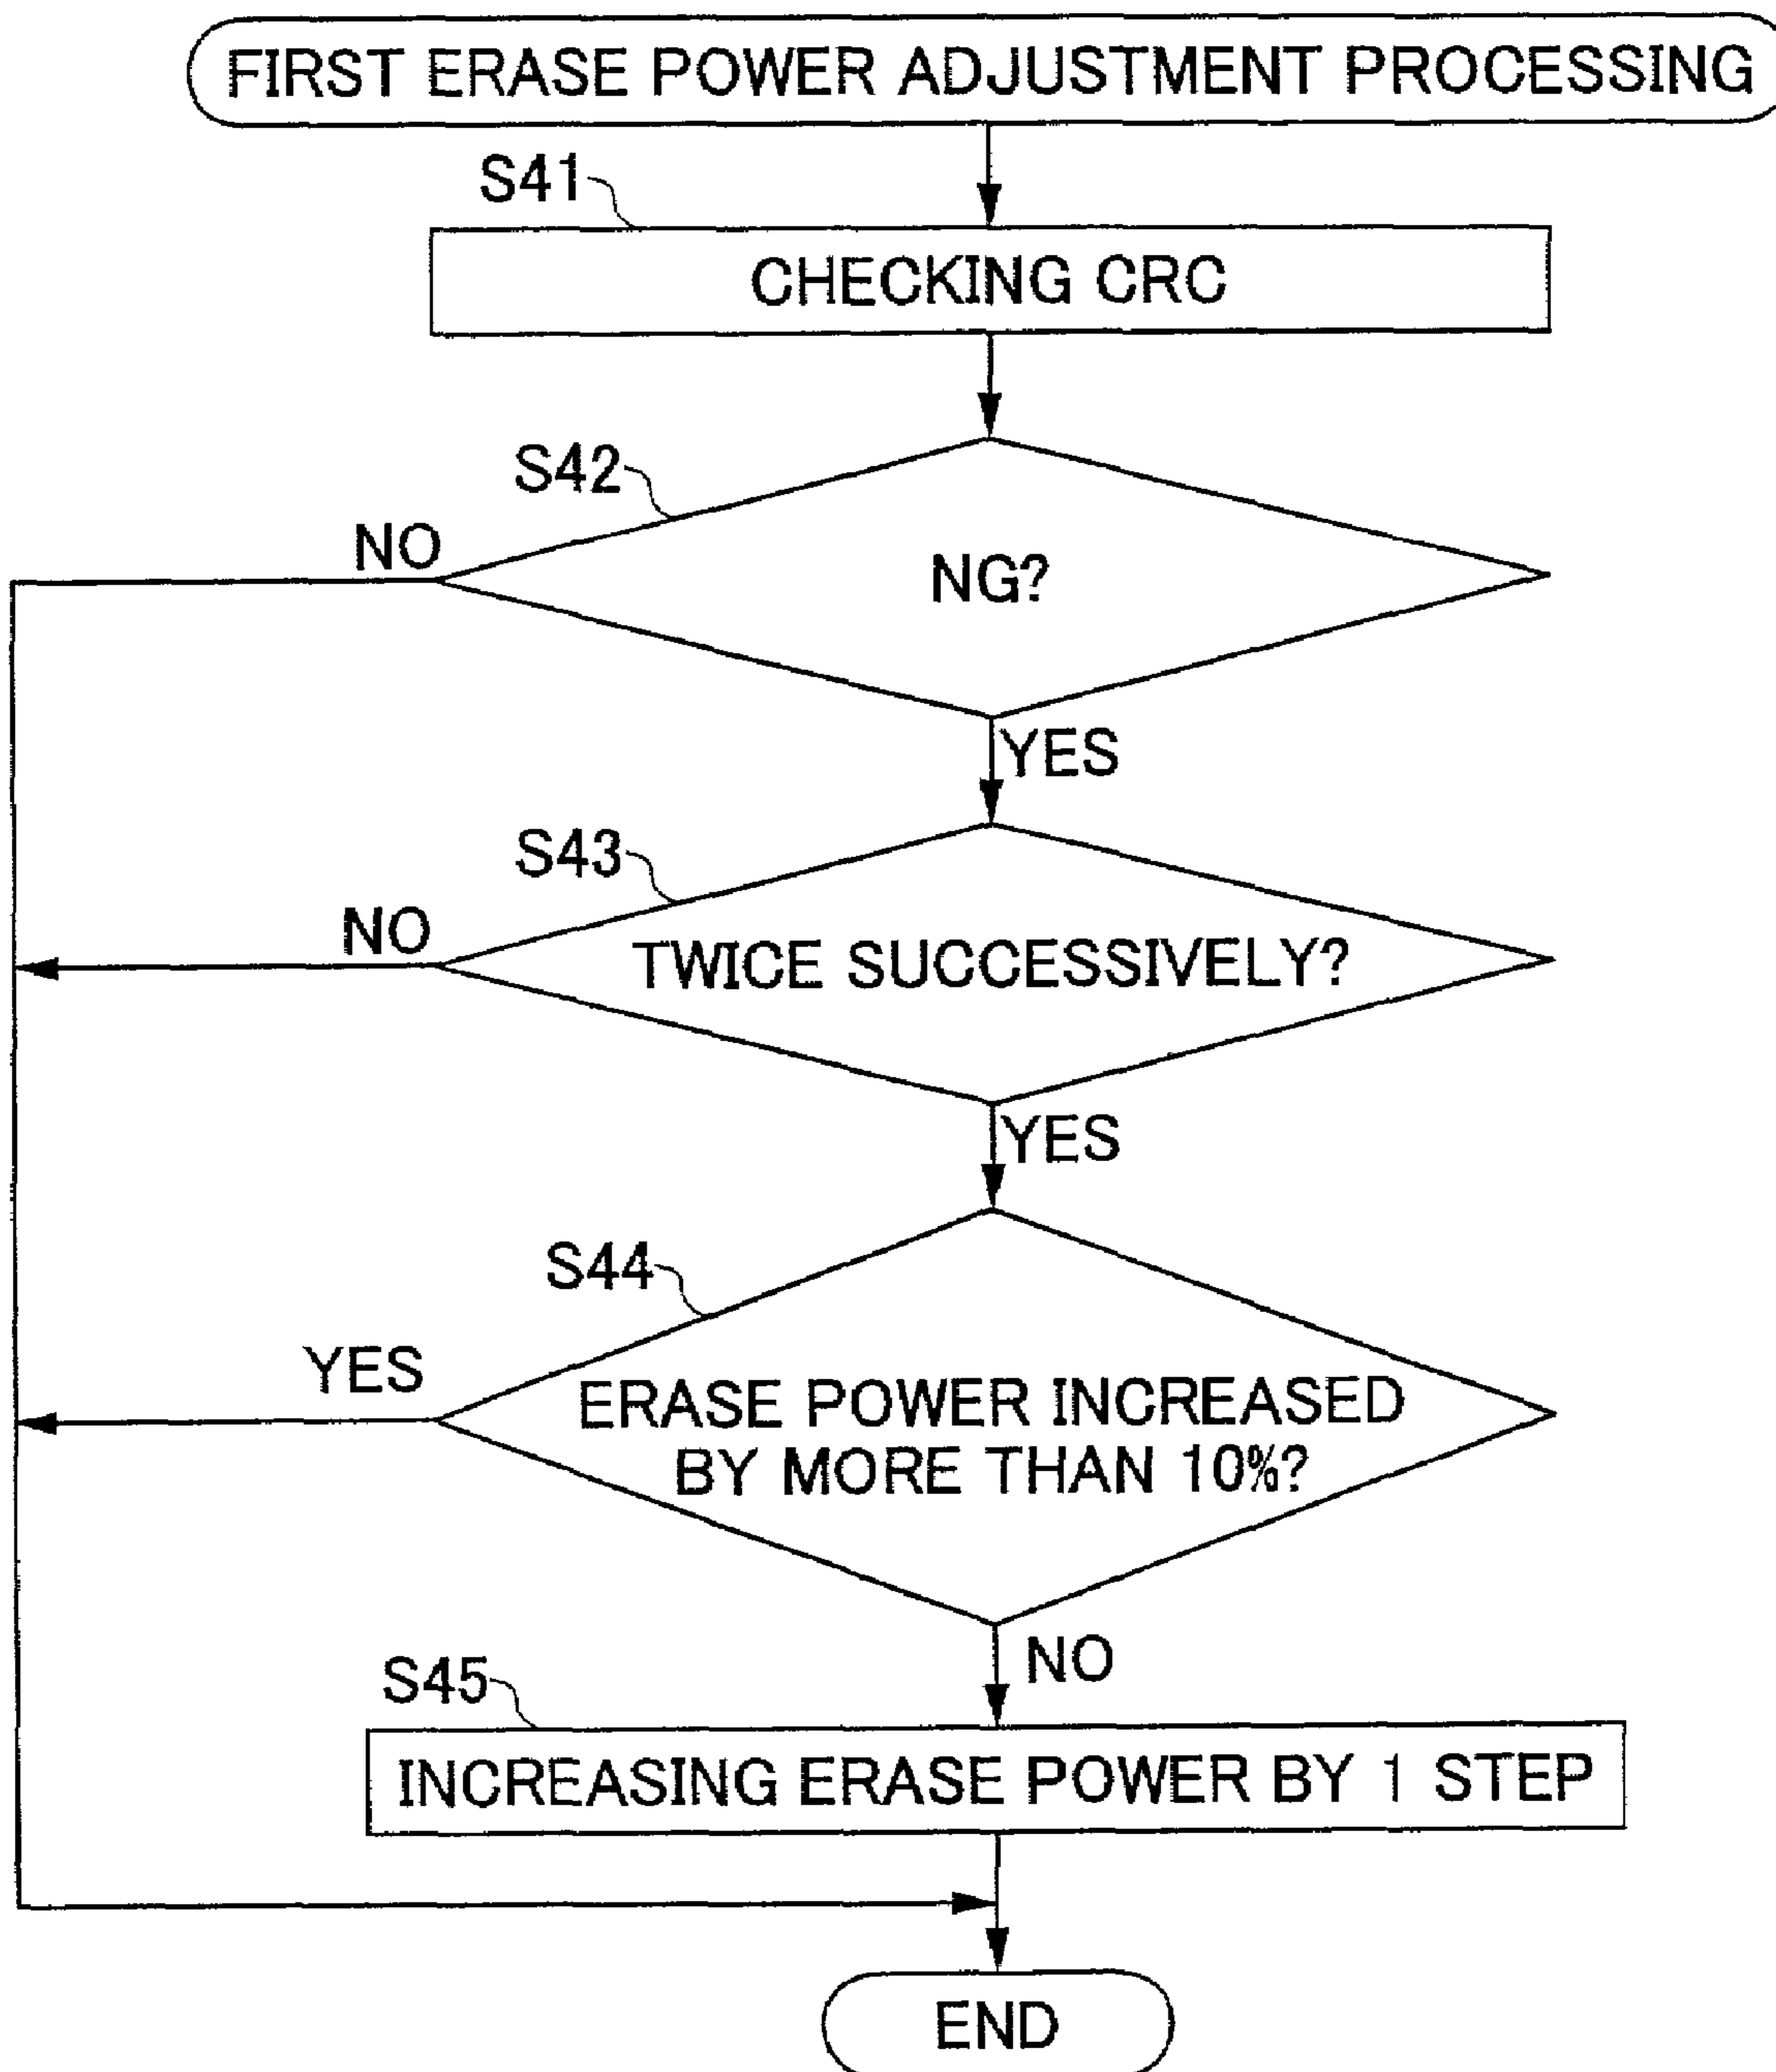 FIRST ERASE POWER ADJUSTMENT PROCESSING
S41
CHECKING CRC
S42
NO
NG?
YES
S43
NO
TWICE SUCCESSIVELY?
YES
S44
YES
ERASE POWER INCREASED
BY MORE THAN 10%?
NO
S45
INCREASING ERASE POWER BY 1 STEP
END